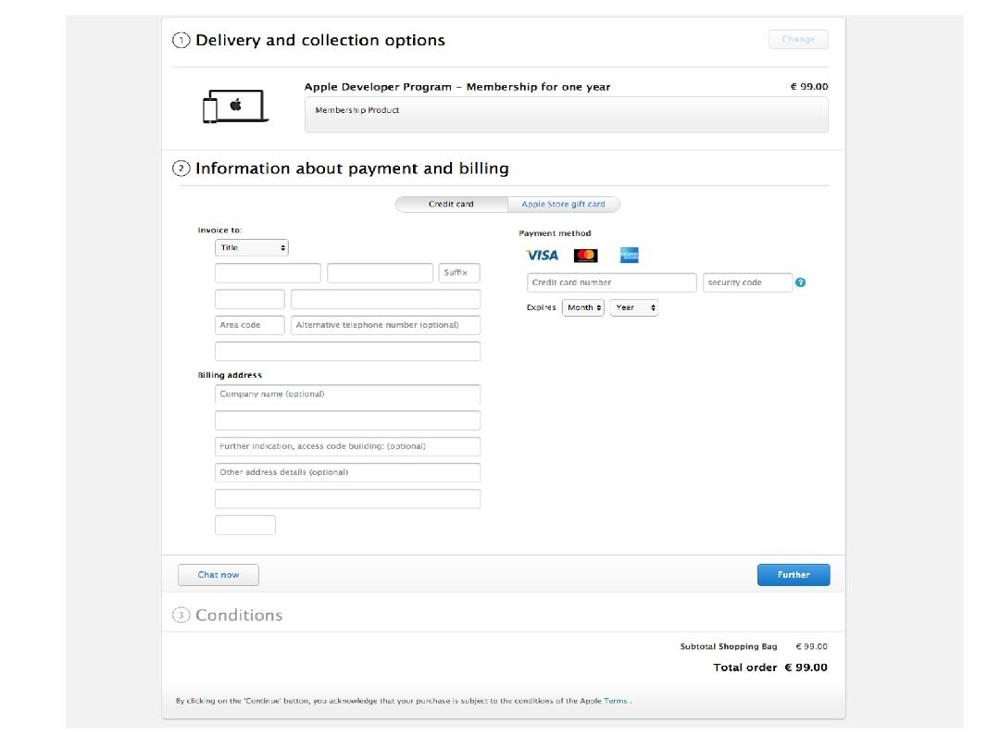 1 Delivery and collection options
Change
Apple Developer Program – Membership for one year € 99.00
Membership Product
2 Information about payment and billing
Credit card Apple Store gift card
Invoice to:
Title
Suffix
Area code Alternative telephone number (optional)
Billing address
Company name (optional)
Further indication, access code building: (optional)
Other address details (optional)
Payment method
VISA
Credit card number security code ?
Expires Month Year
Chat now Further
3 Conditions
Subtotal Shopping Bag € 99.00
Total order € 99.00
By clicking on the 'Continue' button, you acknowledge that your purchase is subject to the conditions of the Apple Terms .